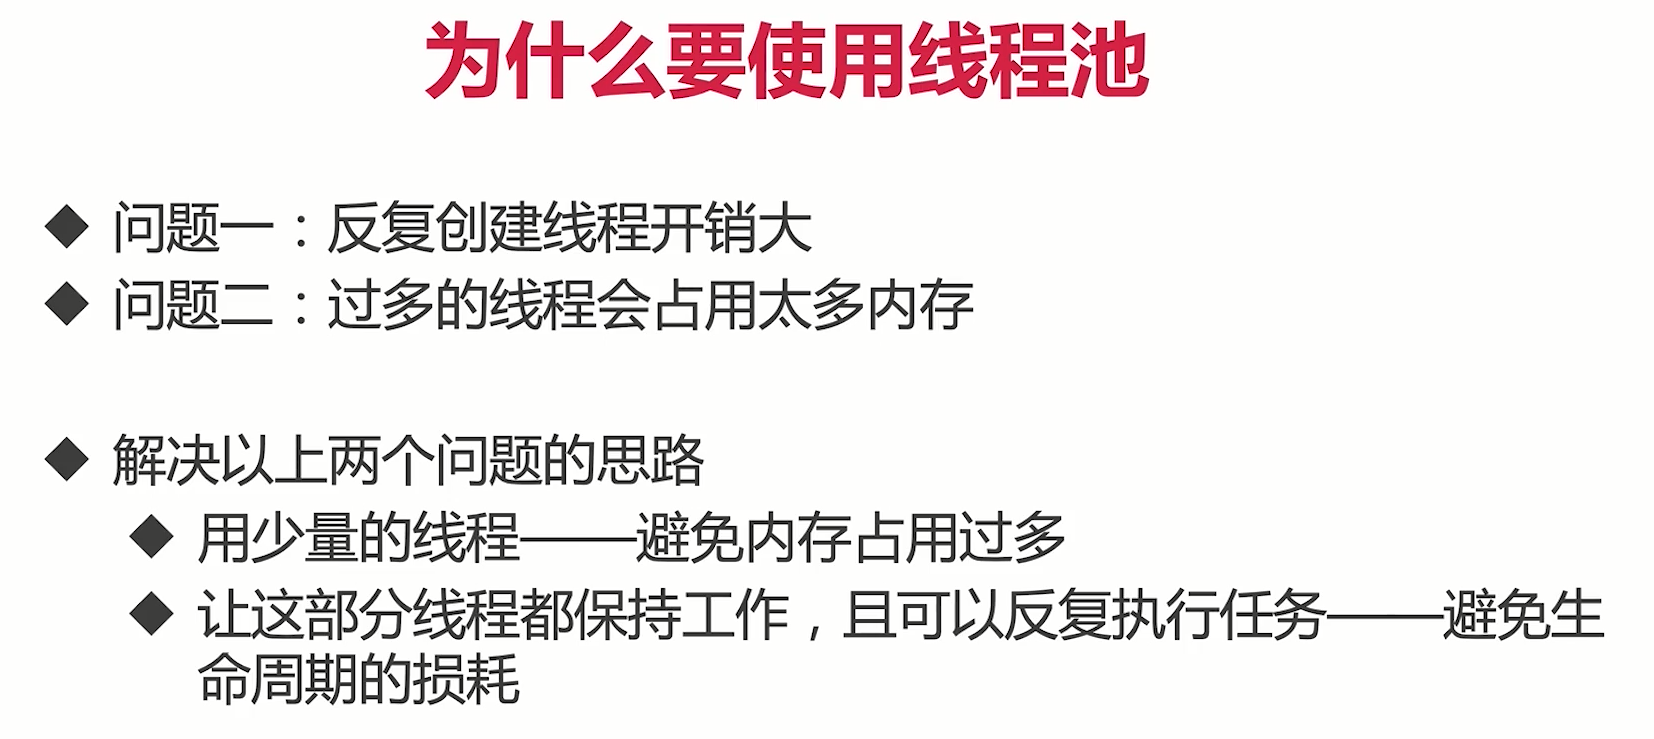 为什么要使用线程池
◆ 问题一：反复创建线程开销大
◆ 问题二：过多的线程会占用太多内存
◆ 解决以上两个问题的思路
◆ 用少量的线程——避免内存占用过多
◆ 让这部分线程都保持工作，且可以反复执行任务——避免生
命周期的损耗